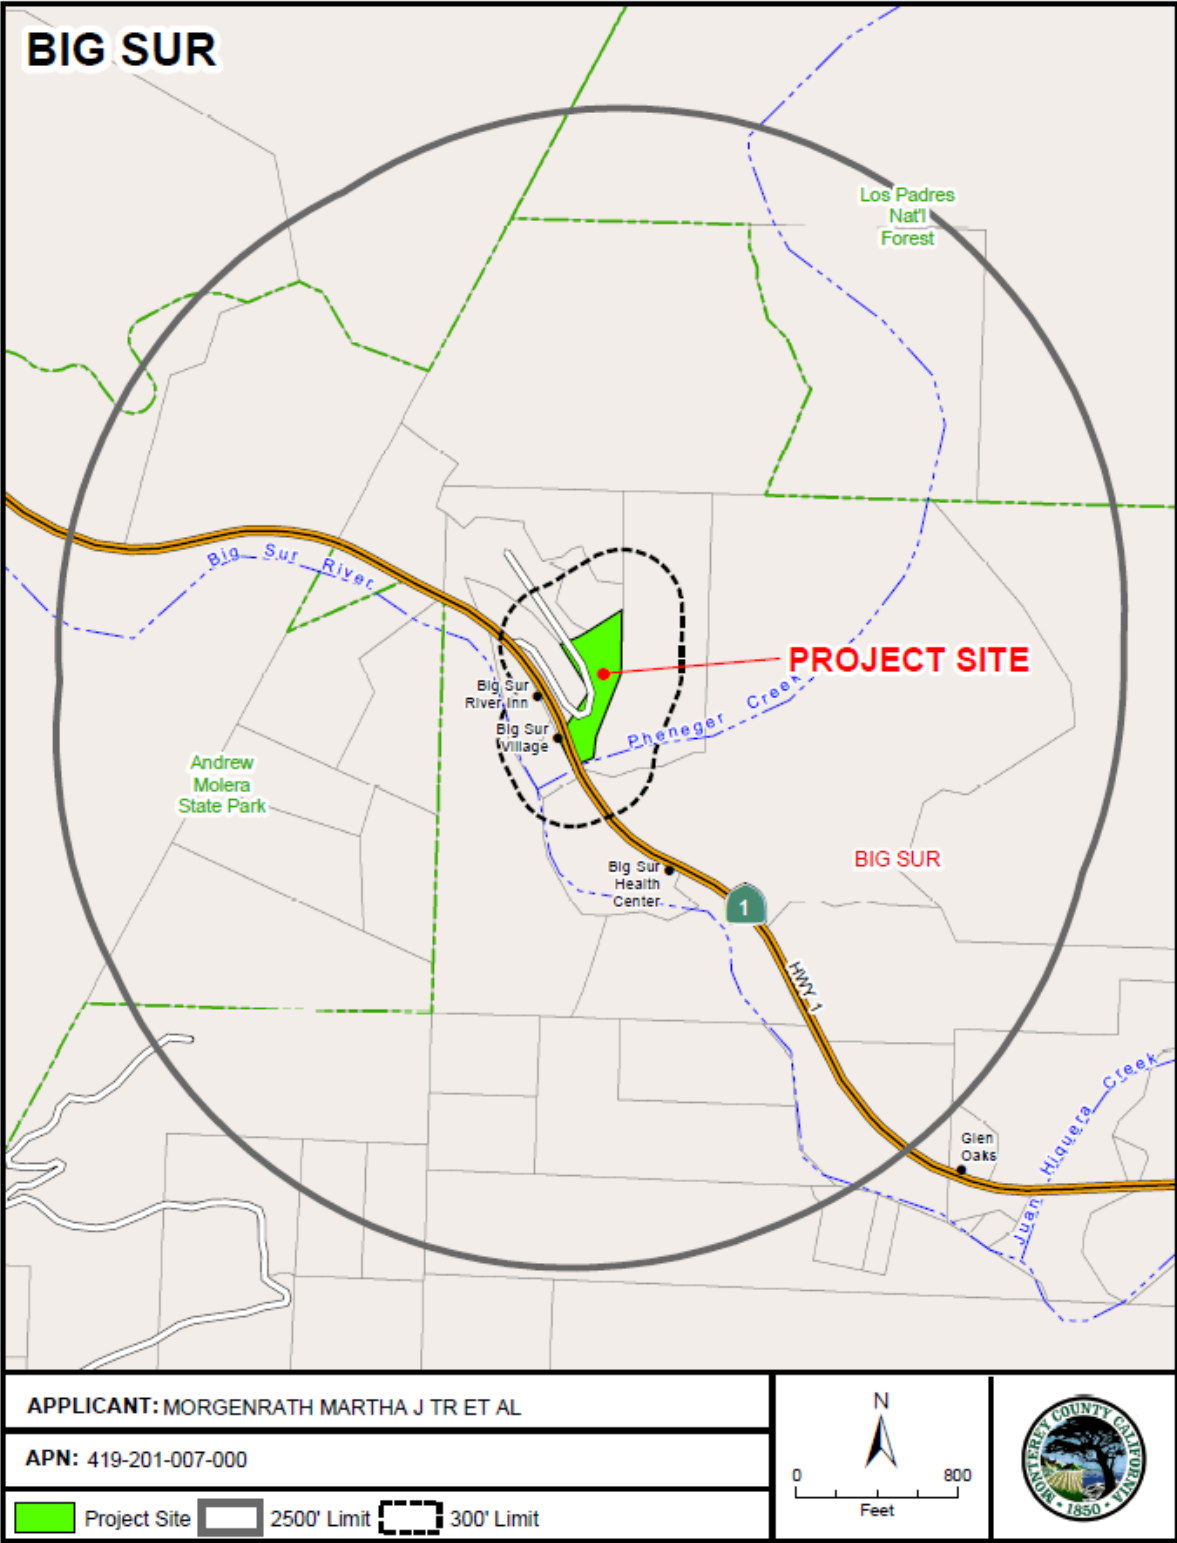 BIG SUR
Los Padres
Nat'l
Forest
Big Sur River
PROJECT SITE
Big Sur
River Inn
Pheneger Creek
Big Sur
Village
Andrew
Molera
State Park
BIG SUR
Big Sur
Health
Center
1
HWY 1
Glen
Oaks
Juan Hiquera Creek
APPLICANT: MORGENRATH MARTHA J TR ET AL
APN: 419-201-007-000
Project Site 2500' Limit 300' Limit
N
0 800
Feet
MONTEREY COUNTY CALIFORNIA
1850